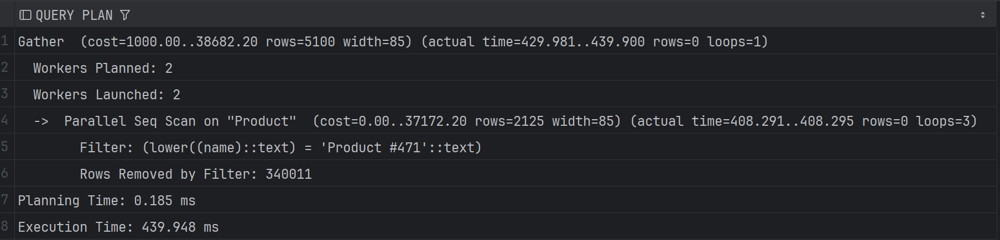 QUERY PLAN
1 Gather  (cost=1000.00..38682.20 rows=5100 width=85) (actual time=429.981..439.900 rows=0 loops=1)
2   Workers Planned: 2
3   Workers Launched: 2
4   ->  Parallel Seq Scan on "Product"  (cost=0.00..37172.20 rows=2125 width=85) (actual time=408.291..408.295 rows=0 loops=3)
5         Filter: (lower((name)::text) = 'Product #471'::text)
6         Rows Removed by Filter: 340011
7 Planning Time: 0.185 ms
8 Execution Time: 439.948 ms